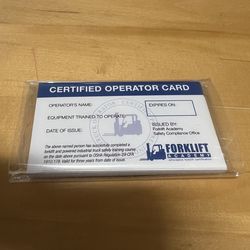 CERTIFIED OPERATOR CARD
OPERATOR'S NAME:
EXPIRES ON:
EQUIPMENT TRAINED TO OPERATE:
DATE OF ISSUE:
ISSUED BY:
Forklift Academy
Safety Compliance Office
The above named person has successfully completed a
forklift and powered industrial truck safety training course
on the date above pursuant to OSHA Regulation 29 CFR
1910.178. Valid for three years from date of issue.
FORKLIFT
ACADEMY